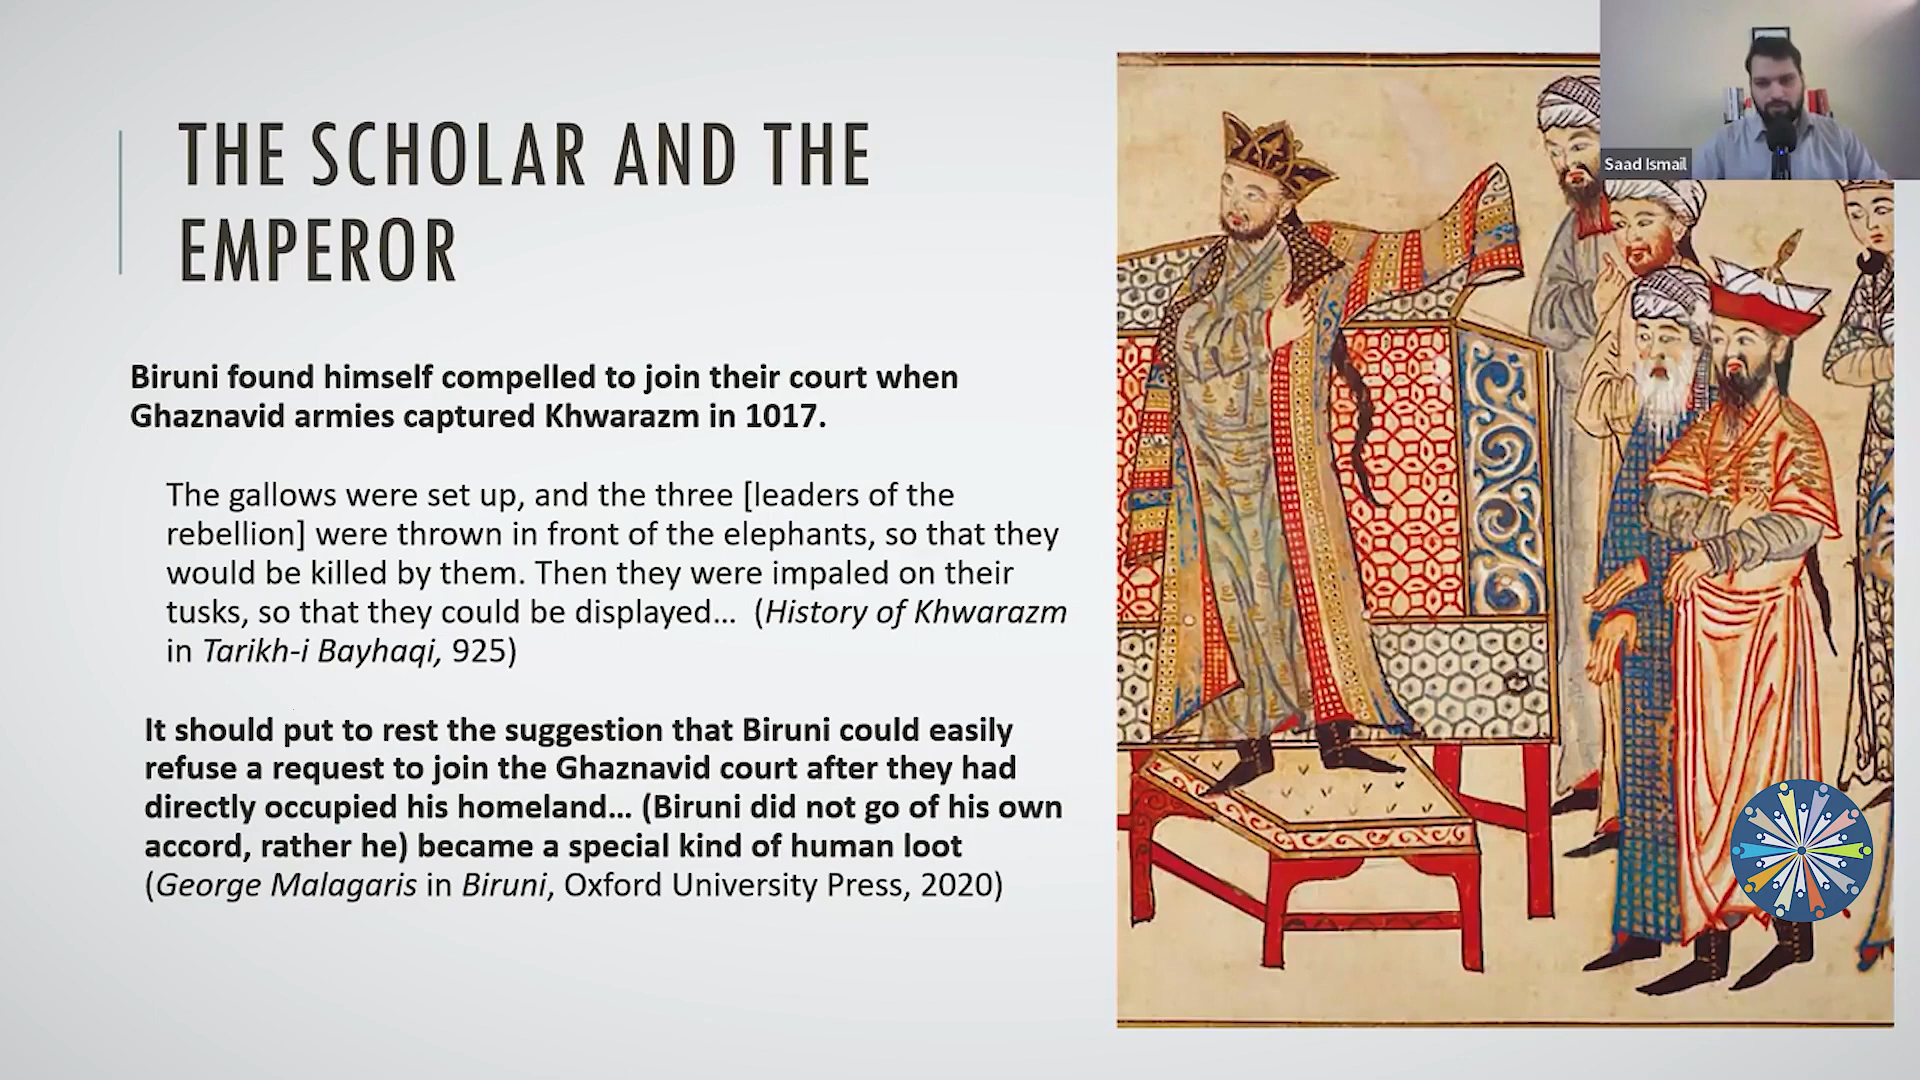 THE SCHOLAR AND THE
EMPEROR
Biruni found himself compelled to join their court when
Ghaznavid armies captured Khwarazm in 1017.
The gallows were set up, and the three [leaders of the
rebellion] were thrown in front of the elephants, so that they
would be killed by them. Then they were impaled on their
tusks, so that they could be displayed… (History of Khwarazm
in Tarikh-i Bayhaqi, 925)
It should put to rest the suggestion that Biruni could easily
refuse a request to join the Ghaznavid court after they had
directly occupied his homeland… (Biruni did not go of his own
accord, rather he) became a special kind of human loot
(George Malagaris in Biruni, Oxford University Press, 2020)
Saad Ismail